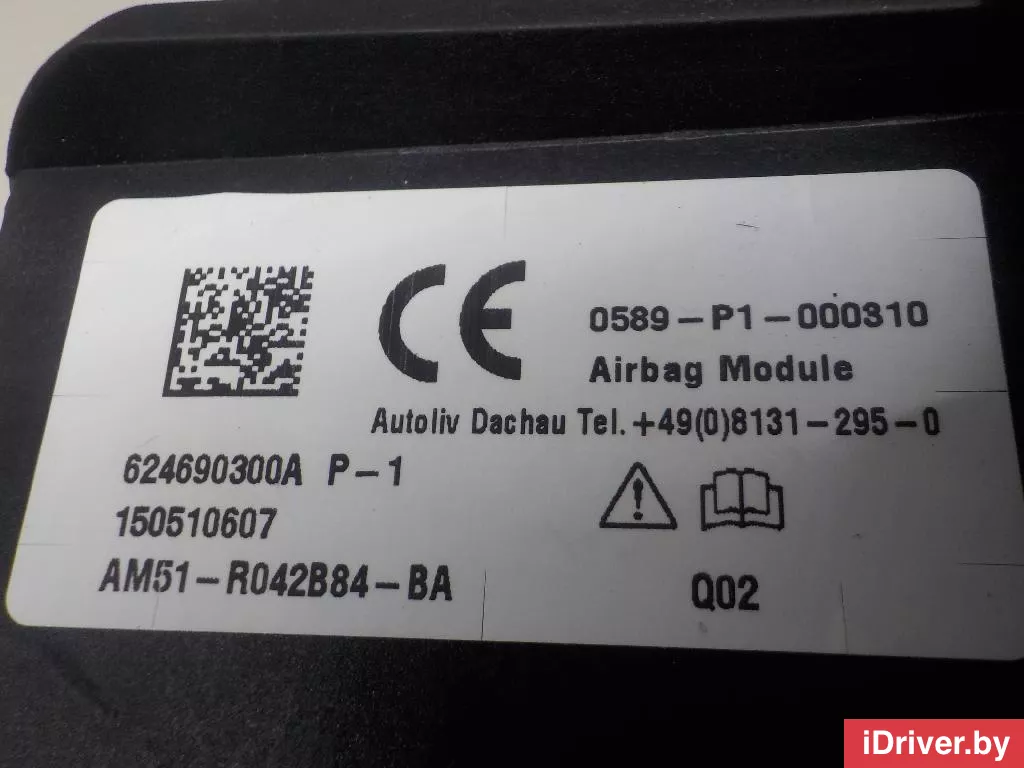 CE
0589-P1-000310
Airbag Module
Autoliv Dachau Tel.+49(0)8131-295-0
624690300A P-1
150510607
AM51-R042B84-BA
Q02
iDriver.by